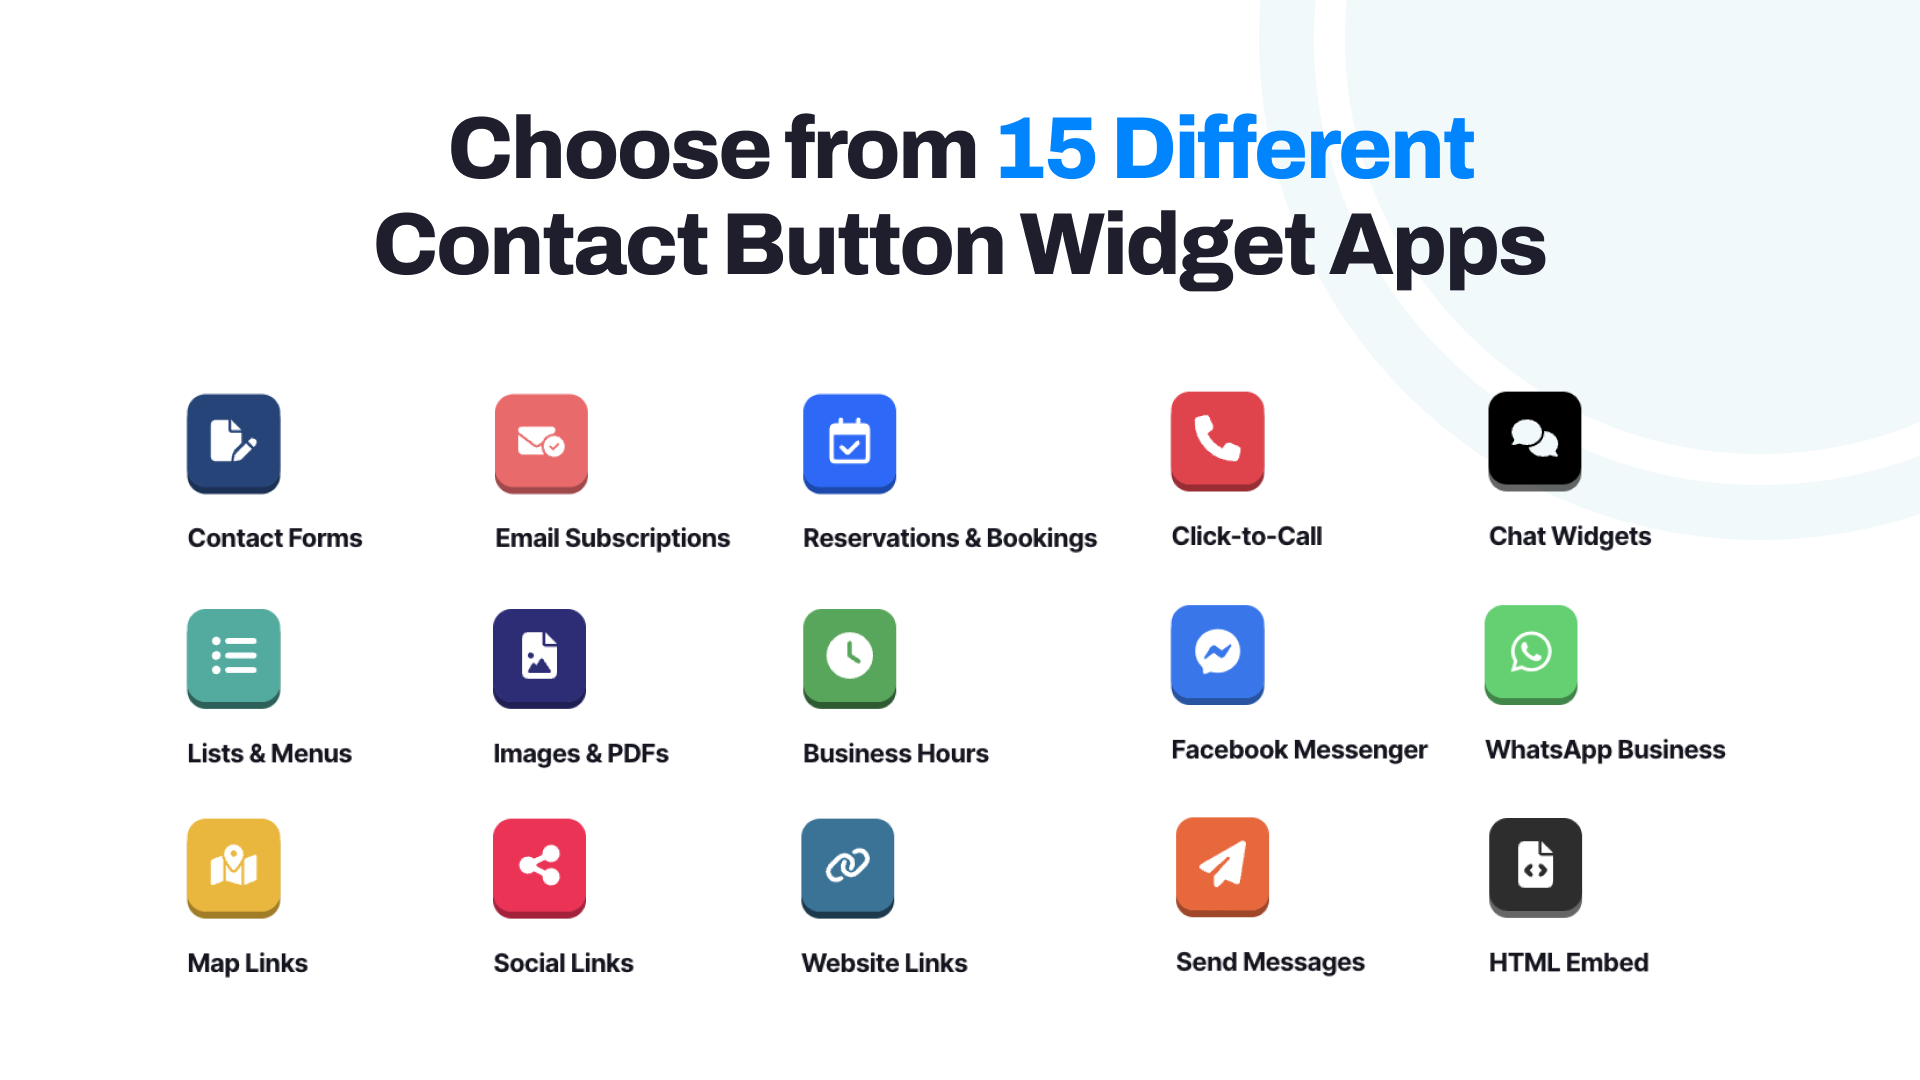 Choose from 15 Different
Contact Button Widget Apps
Contact Forms
Email Subscriptions
Reservations & Bookings
Click-to-Call
Chat Widgets
Lists & Menus
Images & PDFs
Business Hours
Facebook Messenger
WhatsApp Business
Map Links
Social Links
Website Links
Send Messages
HTML Embed